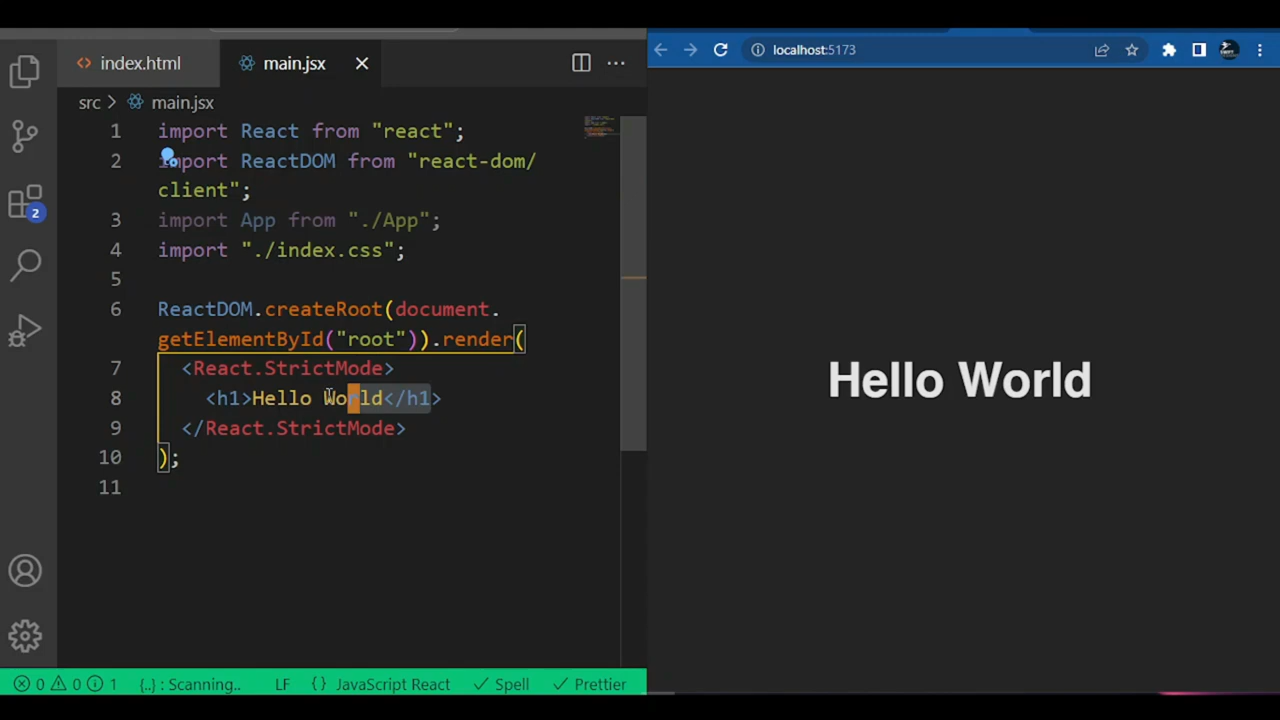 index.html
main.jsx
localhost:5173
src > main.jsx
1 import React from "react";
2 import ReactDOM from "react-dom/
client";
3 import App from "./App";
4 import "./index.css";
5
6 ReactDOM.createRoot(document.
getElementById("root")).render(
7 <React.StrictMode>
8 <h1>Hello World</h1>
9 </React.StrictMode>
10 );
11
Hello World
2
0 0 1 {..} : Scanning.. LF {} JavaScript React Spell Prettier